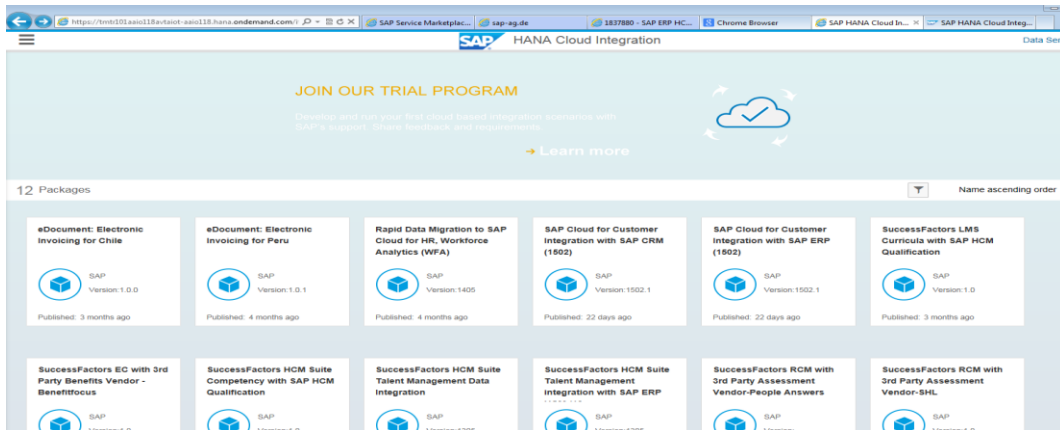 SAP Service Marketplac...
sap-ag.de
1837880 - SAP ERP HC...
Chrome Browser
SAP HANA Cloud In...
SAP HANA Cloud Integ...
SAP HANA Cloud Integration
Data Ser
JOIN OUR TRIAL PROGRAM
Develop and run your first cloud based integration scenarios with
SAP's support. Share feedback and requirements.
Learn more
12 Packages
Name ascending order
eDocument: Electronic
Invoicing for Chile
SAP
Version:1.0.0
Published: 3 months ago
eDocument: Electronic
Invoicing for Peru
SAP
Version:1.0.1
Published: 4 months ago
Rapid Data Migration to SAP
Cloud for HR, Workforce
Analytics (WFA)
SAP
Version:1405
Published: 4 months ago
SAP Cloud for Customer
Integration with SAP CRM
(1502)
SAP
Version:1502.1
Published: 22 days ago
SAP Cloud for Customer
Integration with SAP ERP
(1502)
SAP
Version:1502.1
Published: 22 days ago
SuccessFactors LMS
Curricula with SAP HCM
Qualification
SAP
Version:1.0
Published: 3 months ago
SuccessFactors EC with 3rd
Party Benefits Vendor -
Benefitfocus
SAP
SuccessFactors HCM Suite
Competency with SAP HCM
Qualification
SAP
SuccessFactors HCM Suite
Talent Management Data
Integration
SAP
SuccessFactors HCM Suite
Talent Management
Integration with SAP ERP
SAP
SuccessFactors RCM with
3rd Party Assessment
Vendor-People Answers
SAP
SuccessFactors RCM with
3rd Party Assessment
Vendor-SHL
SAP